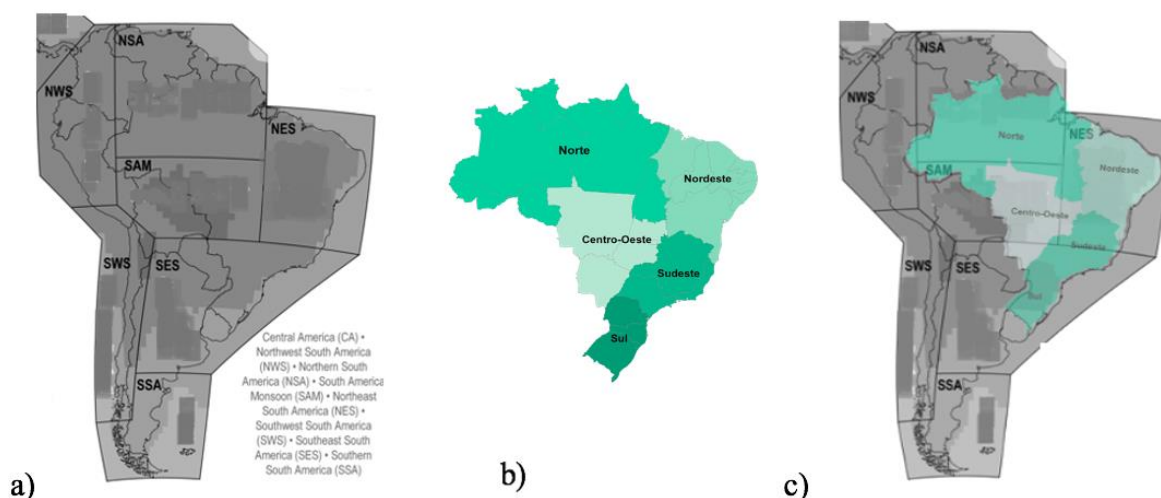 NSA
NWS
NES
SAM
SWS
SES
SSA
Central America (CA) •
Northwest South America
(NWS) • Northern South
America (NSA) • South America
Monsoon (SAM) • Northeast
South America (NES) •
Southwest South America
(SWS) • Southeast South
America (SES) • Southern
South America (SSA)
a)
Norte
Nordeste
Centro-Oeste
Sudeste
Sul
b)
NSA
NWS
Norte
NES
SAM
Nordeste
Centro-Oeste
Sudeste
SWS
SES
Sul
SSA
c)